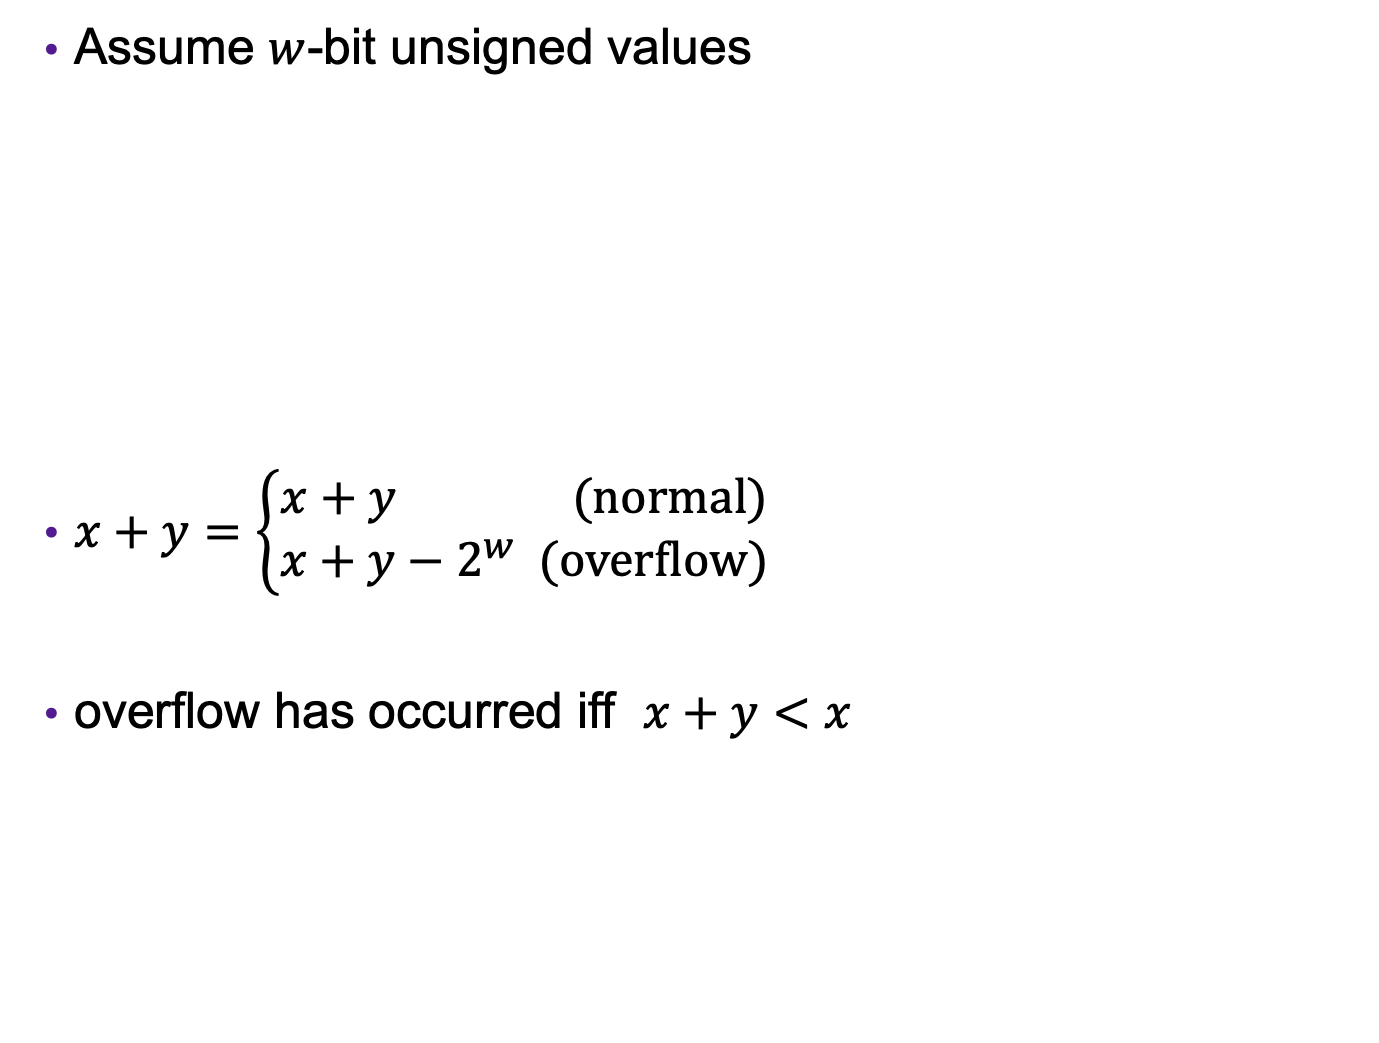 • Assume w-bit unsigned values
• x + y = { x + y (normal)
x + y − 2^w (overflow)
• overflow has occurred iff x + y < x